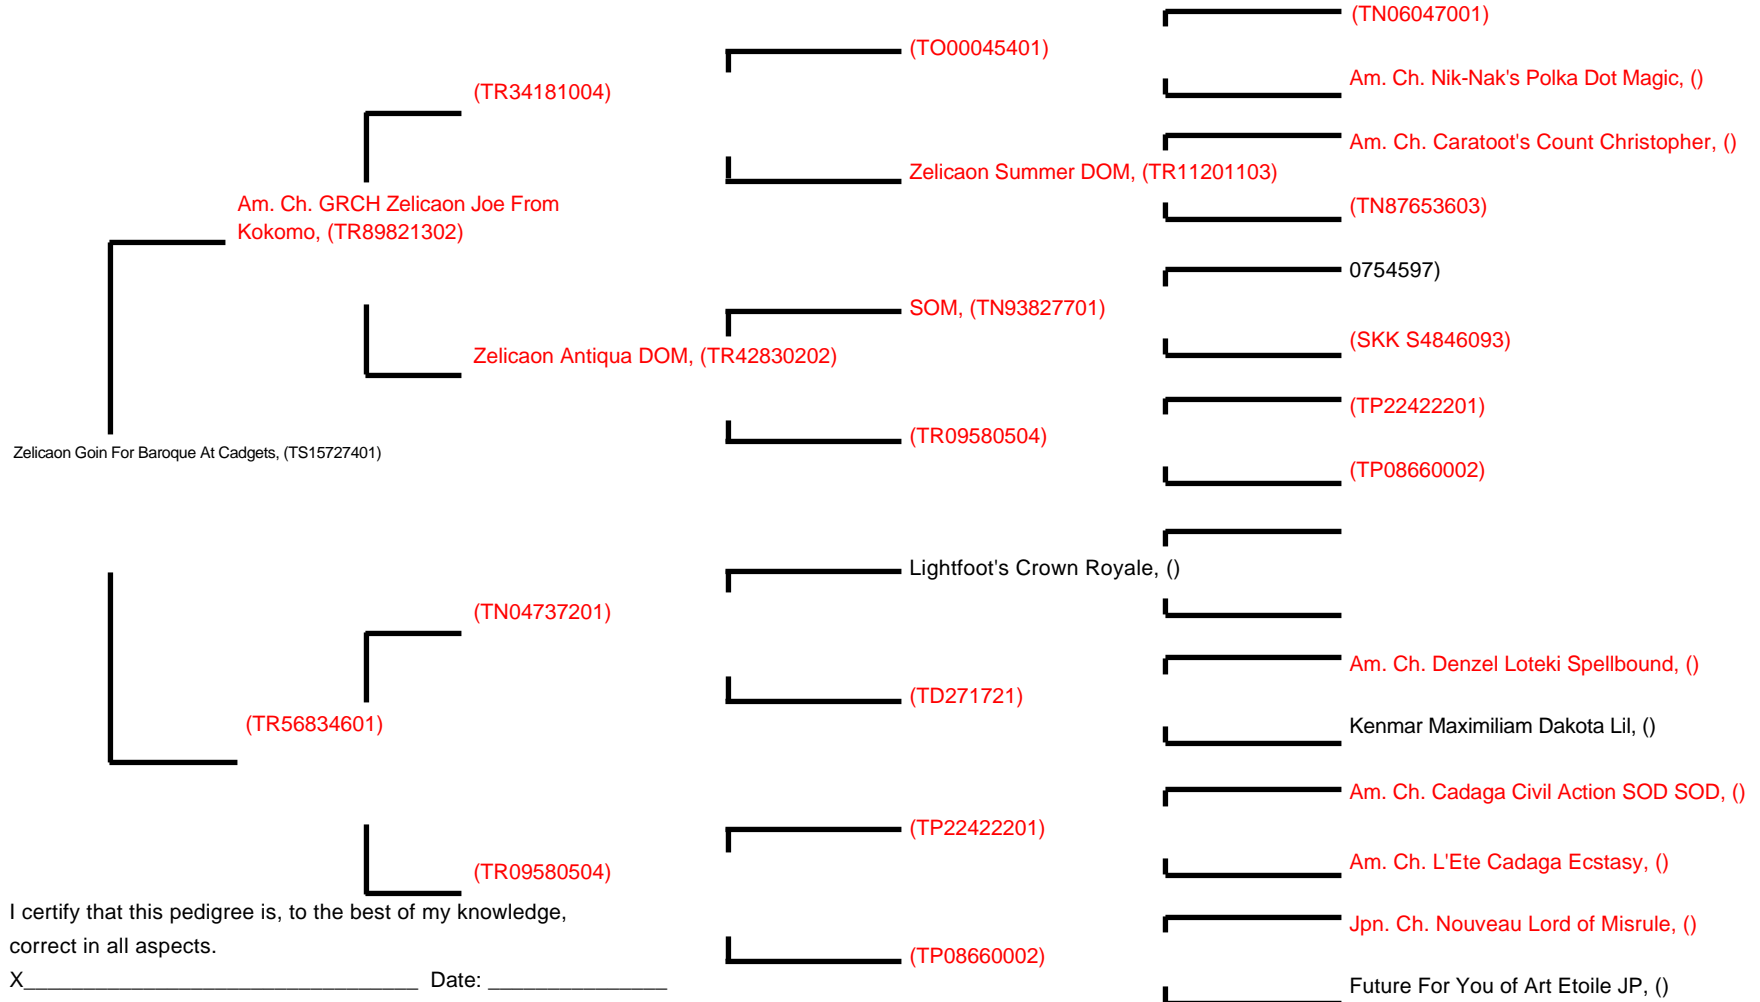 (TN06047001)
(TO00045401)
Am. Ch. Nik-Nak's Polka Dot Magic, ()
(TR34181004)
Am. Ch. Caratoot's Count Christopher, ()
Zelicaon Summer DOM, (TR11201103)
(TN87653603)
Am. Ch. GRCH Zelicaon Joe From
Kokomo, (TR89821302)
0754597)
SOM, (TN93827701)
(SKK S4846093)
Zelicaon Antiqua DOM, (TR42830202)
(TP22422201)
(TR09580504)
(TP08660002)
Zelicaon Goin For Baroque At Cadgets, (TS15727401)
Lightfoot's Crown Royale, ()
(TN04737201)
Am. Ch. Denzel Loteki Spellbound, ()
(TD271721)
Kenmar Maximiliam Dakota Lil, ()
(TR56834601)
Am. Ch. Cadaga Civil Action SOD SOD, ()
(TP22422201)
Am. Ch. L'Ete Cadaga Ecstasy, ()
(TR09580504)
Jpn. Ch. Nouveau Lord of Misrule, ()
(TP08660002)
Future For You of Art Etoile JP, ()
I certify that this pedigree is, to the best of my knowledge,
correct in all aspects.
X_________________________________ Date: _______________